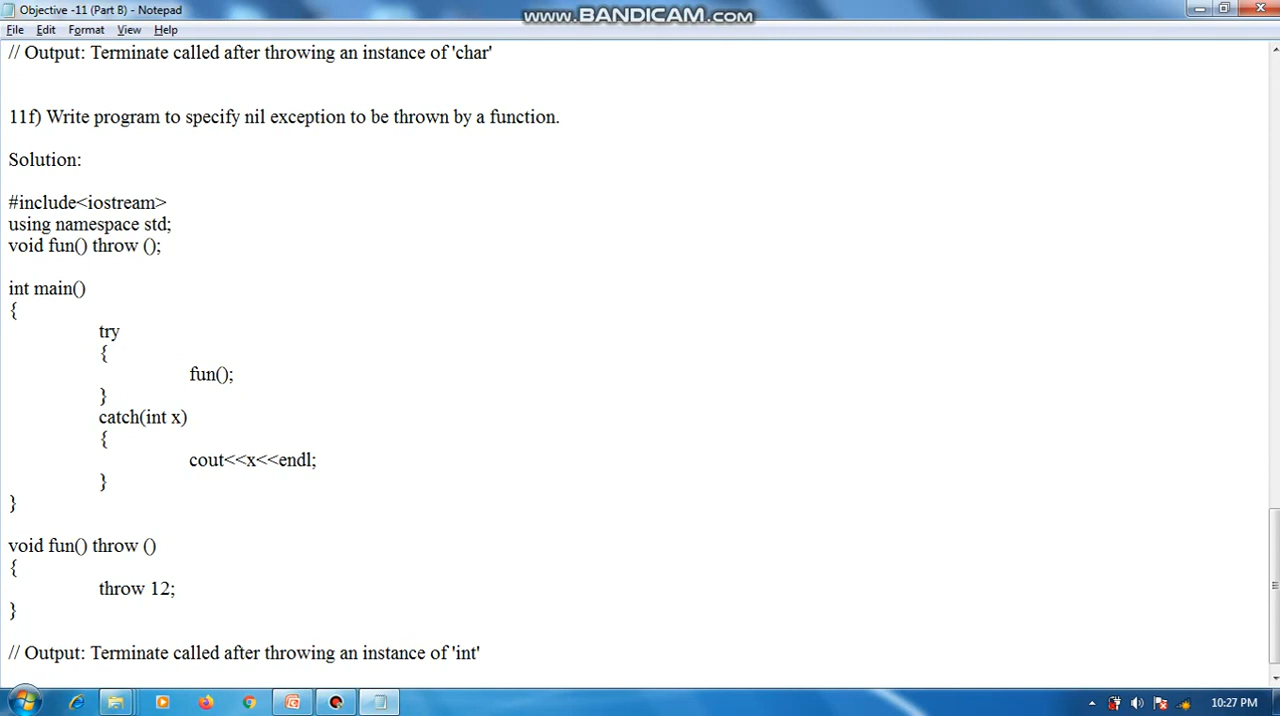 Objective -11 (Part 8) - Notepad
www.BANDICAM.com
File Edit Format View Help
// Output: Terminate called after throwing an instance of 'char'
11f) Write program to specify nil exception to be thrown by a function.
Solution:
#include<iostream>
using namespace std;
void fun() throw ();
int main()
{
try
{
fun();
}
catch(int x)
{
cout<<x<<endl;
}
}
void fun() throw ()
{
throw 12;
}
// Output: Terminate called after throwing an instance of 'int'
10:27 PM